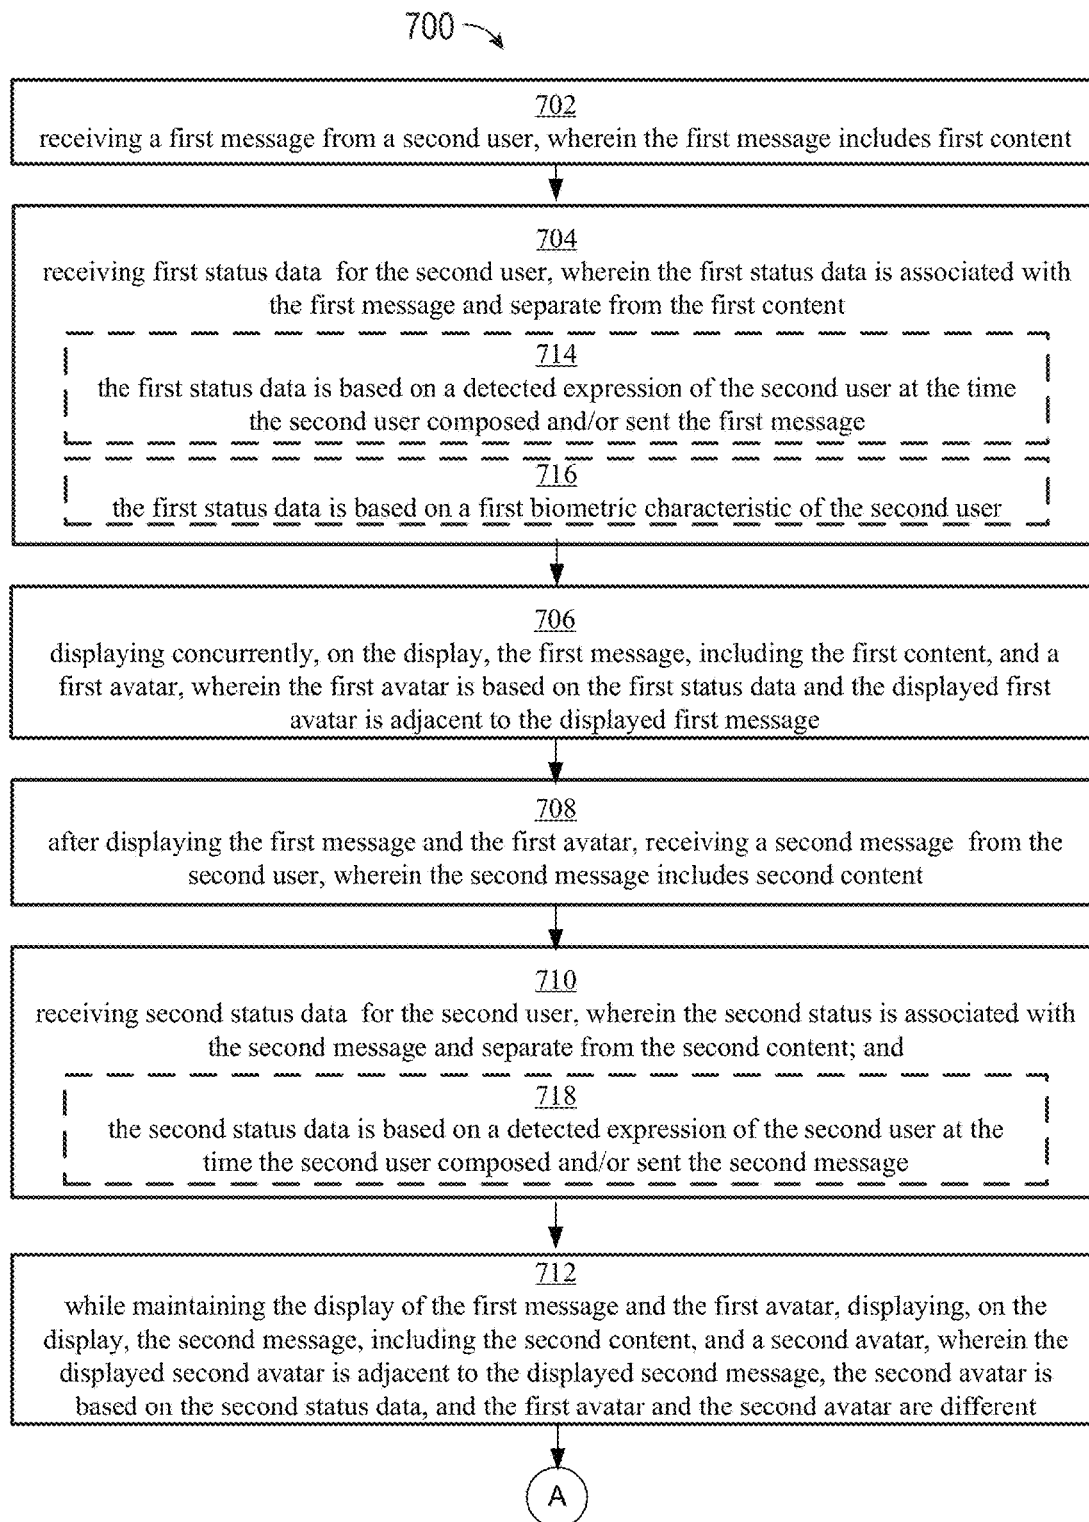 700
702
receiving a first message from a second user, wherein the first message includes first content
704
receiving first status data for the second user, wherein the first status data is associated with
the first message and separate from the first content
714
the first status data is based on a detected expression of the second user at the time
the second user composed and/or sent the first message
716
the first status data is based on a first biometric characteristic of the second user
706
displaying concurrently, on the display, the first message, including the first content, and a
first avatar, wherein the first avatar is based on the first status data and the displayed first
avatar is adjacent to the displayed first message
708
after displaying the first message and the first avatar, receiving a second message from the
second user, wherein the second message includes second content
710
receiving second status data for the second user, wherein the second status is associated with
the second message and separate from the second content; and
718
the second status data is based on a detected expression of the second user at the
time the second user composed and/or sent the second message
712
while maintaining the display of the first message and the first avatar, displaying, on the
display, the second message, including the second content, and a second avatar, wherein the
displayed second avatar is adjacent to the displayed second message, the second avatar is
based on the second status data, and the first avatar and the second avatar are different
A